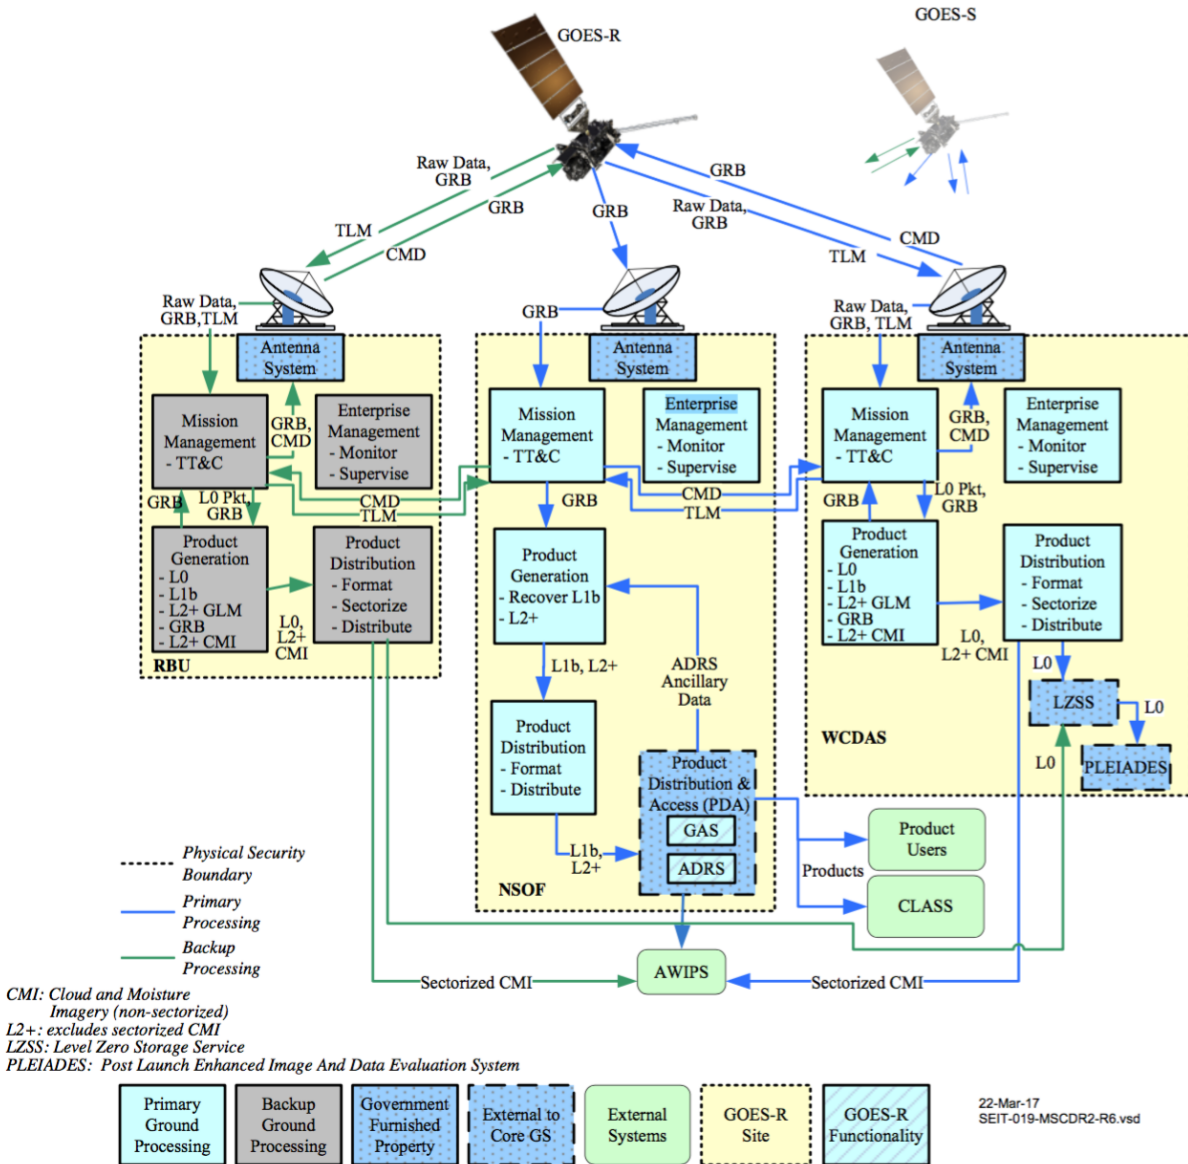 GOES-R
GOES-S
Raw Data,
GRB
GRB
TLM
CMD
GRB
GRB
Raw Data,
GRB
CMD
TLM
Raw Data,
GRB,TLM
Antenna
System
Mission
Management
- TT&C
GRB,
CMD
Enterprise
Management
- Monitor
- Supervise
GRB
L0 Pkt,
GRB
Product
Generation
- L0
- L1b
- L2+ GLM
- GRB
- L2+ CMI
L0,
L2+
CMI
Product
Distribution
- Format
- Sectorize
- Distribute
RBU
CMD
TLM
GRB
Antenna
System
Mission
Management
- TT&C
Enterprise
Management
- Monitor
- Supervise
GRB
Product
Generation
- Recover L1b
- L2+
L1b, L2+
ADRS
Ancillary
Data
Product
Distribution
- Format
- Distribute
L1b,
L2+
Product
Distribution &
Access (PDA)
GAS
ADRS
NSOF
CMD
TLM
Raw Data,
GRB, TLM
Antenna
System
Mission
Management
- TT&C
GRB,
CMD
Enterprise
Management
- Monitor
- Supervise
GRB
L0 Pkt,
GRB
Product
Generation
- L0
- L1b
- L2+ GLM
- GRB
- L2+ CMI
L0,
L2+ CMI
Product
Distribution
- Format
- Sectorize
- Distribute
L0
LZSS
L0
PLEIADES
L0
WCDAS
Products
Product
Users
CLASS
AWIPS
Sectorized CMI
Sectorized CMI
Physical Security
Boundary
Primary
Processing
Backup
Processing
CMI: Cloud and Moisture
Imagery (non-sectorized)
L2+: excludes sectorized CMI
LZSS: Level Zero Storage Service
PLEIADES: Post Launch Enhanced Image And Data Evaluation System
Primary
Ground
Processing
Backup
Ground
Processing
Government
Furnished
Property
External to
Core GS
External
Systems
GOES-R
Site
GOES-R
Functionality
22-Mar-17
SEIT-019-MSCDR2-R6.vsd